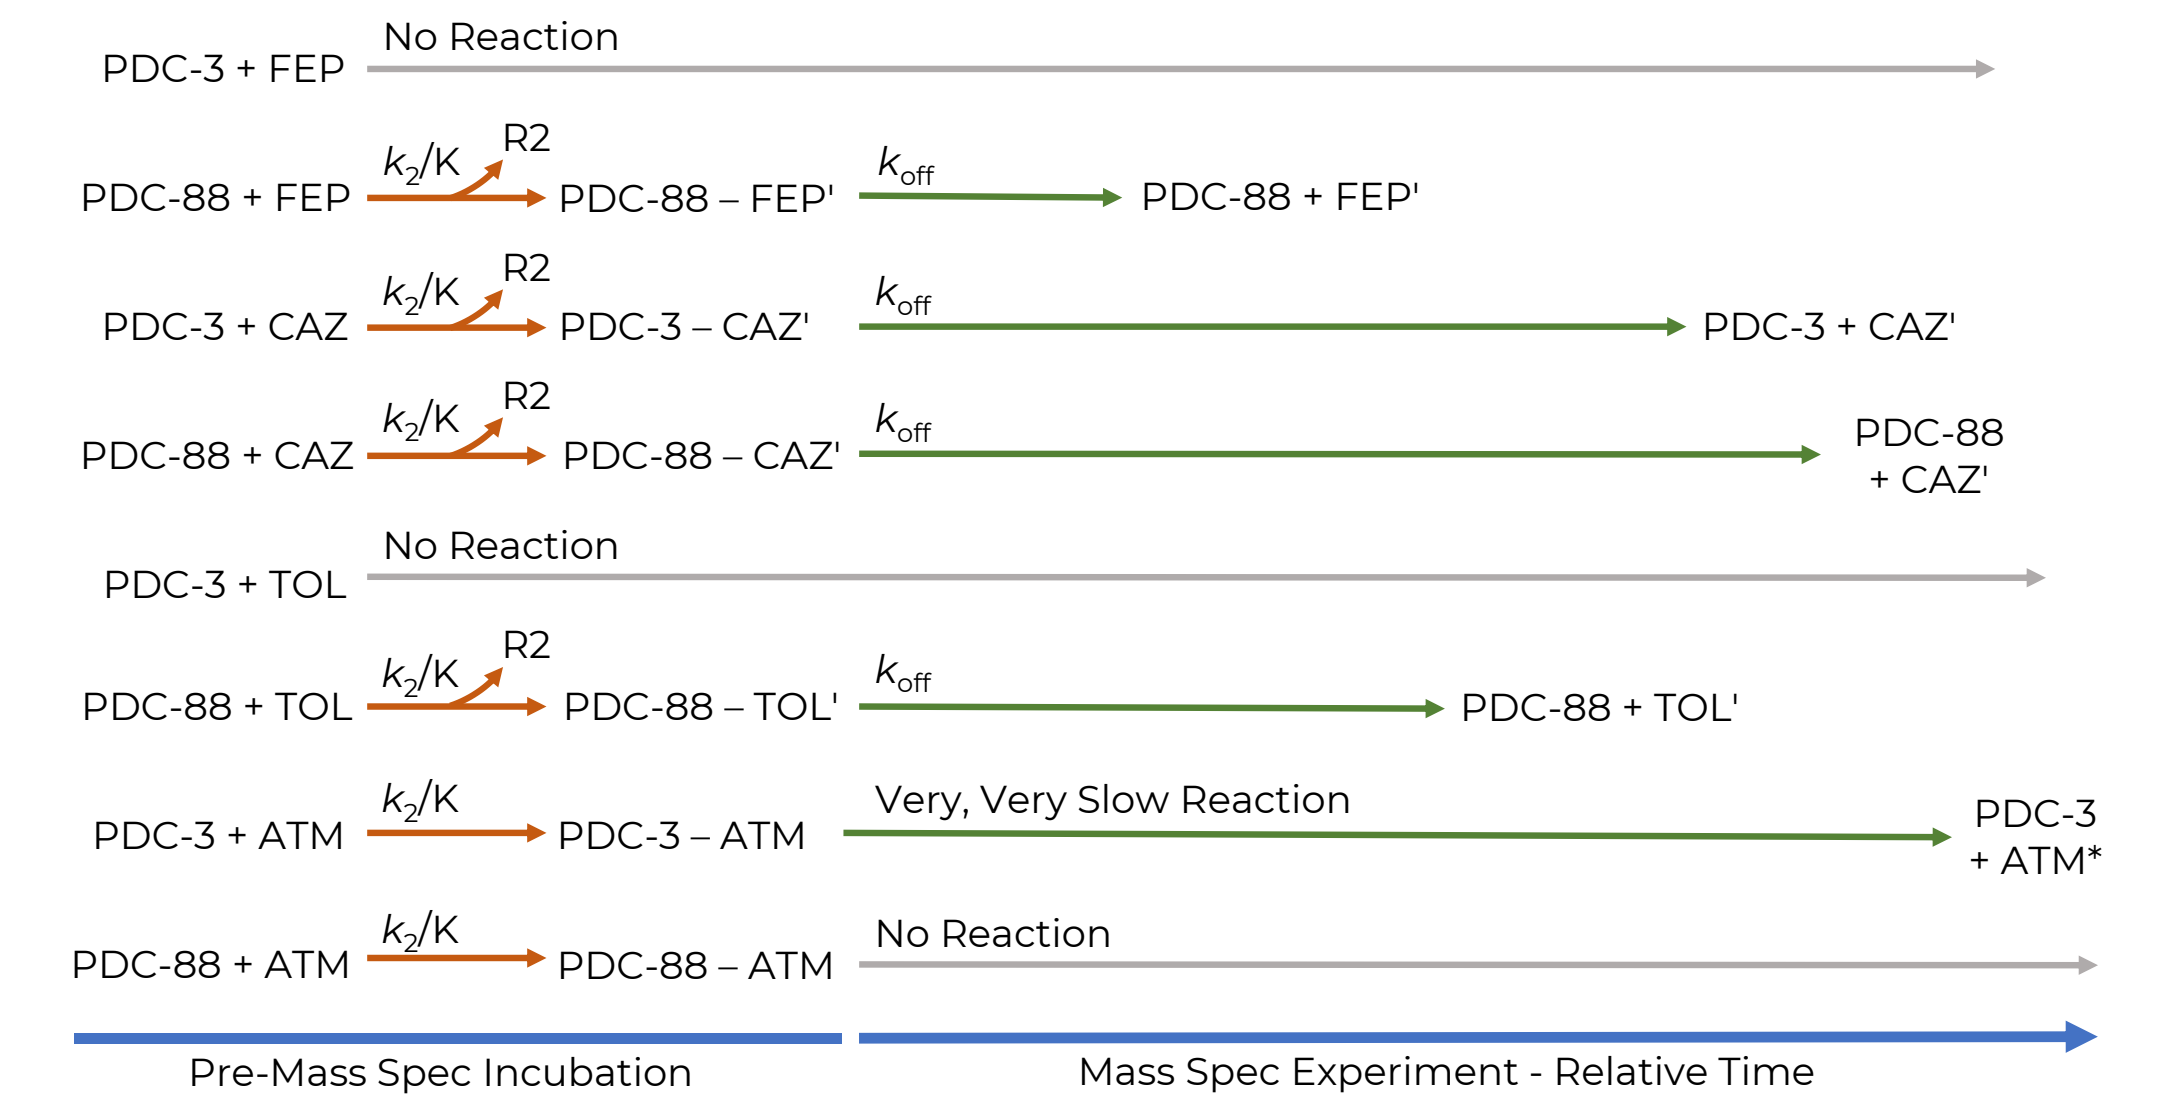 No Reaction
PDC-3 + FEP
k2/K R2 koff
PDC-88 + FEP PDC-88 – FEP' PDC-88 + FEP'
k2/K R2 koff
PDC-3 + CAZ PDC-3 – CAZ' PDC-3 + CAZ'
k2/K R2 koff
PDC-88 + CAZ PDC-88 – CAZ' PDC-88
+ CAZ'
No Reaction
PDC-3 + TOL
k2/K R2 koff
PDC-88 + TOL PDC-88 – TOL' PDC-88 + TOL'
k2/K Very, Very Slow Reaction
PDC-3 + ATM PDC-3 – ATM PDC-3
+ ATM*
k2/K No Reaction
PDC-88 + ATM PDC-88 – ATM
Pre-Mass Spec Incubation Mass Spec Experiment - Relative Time